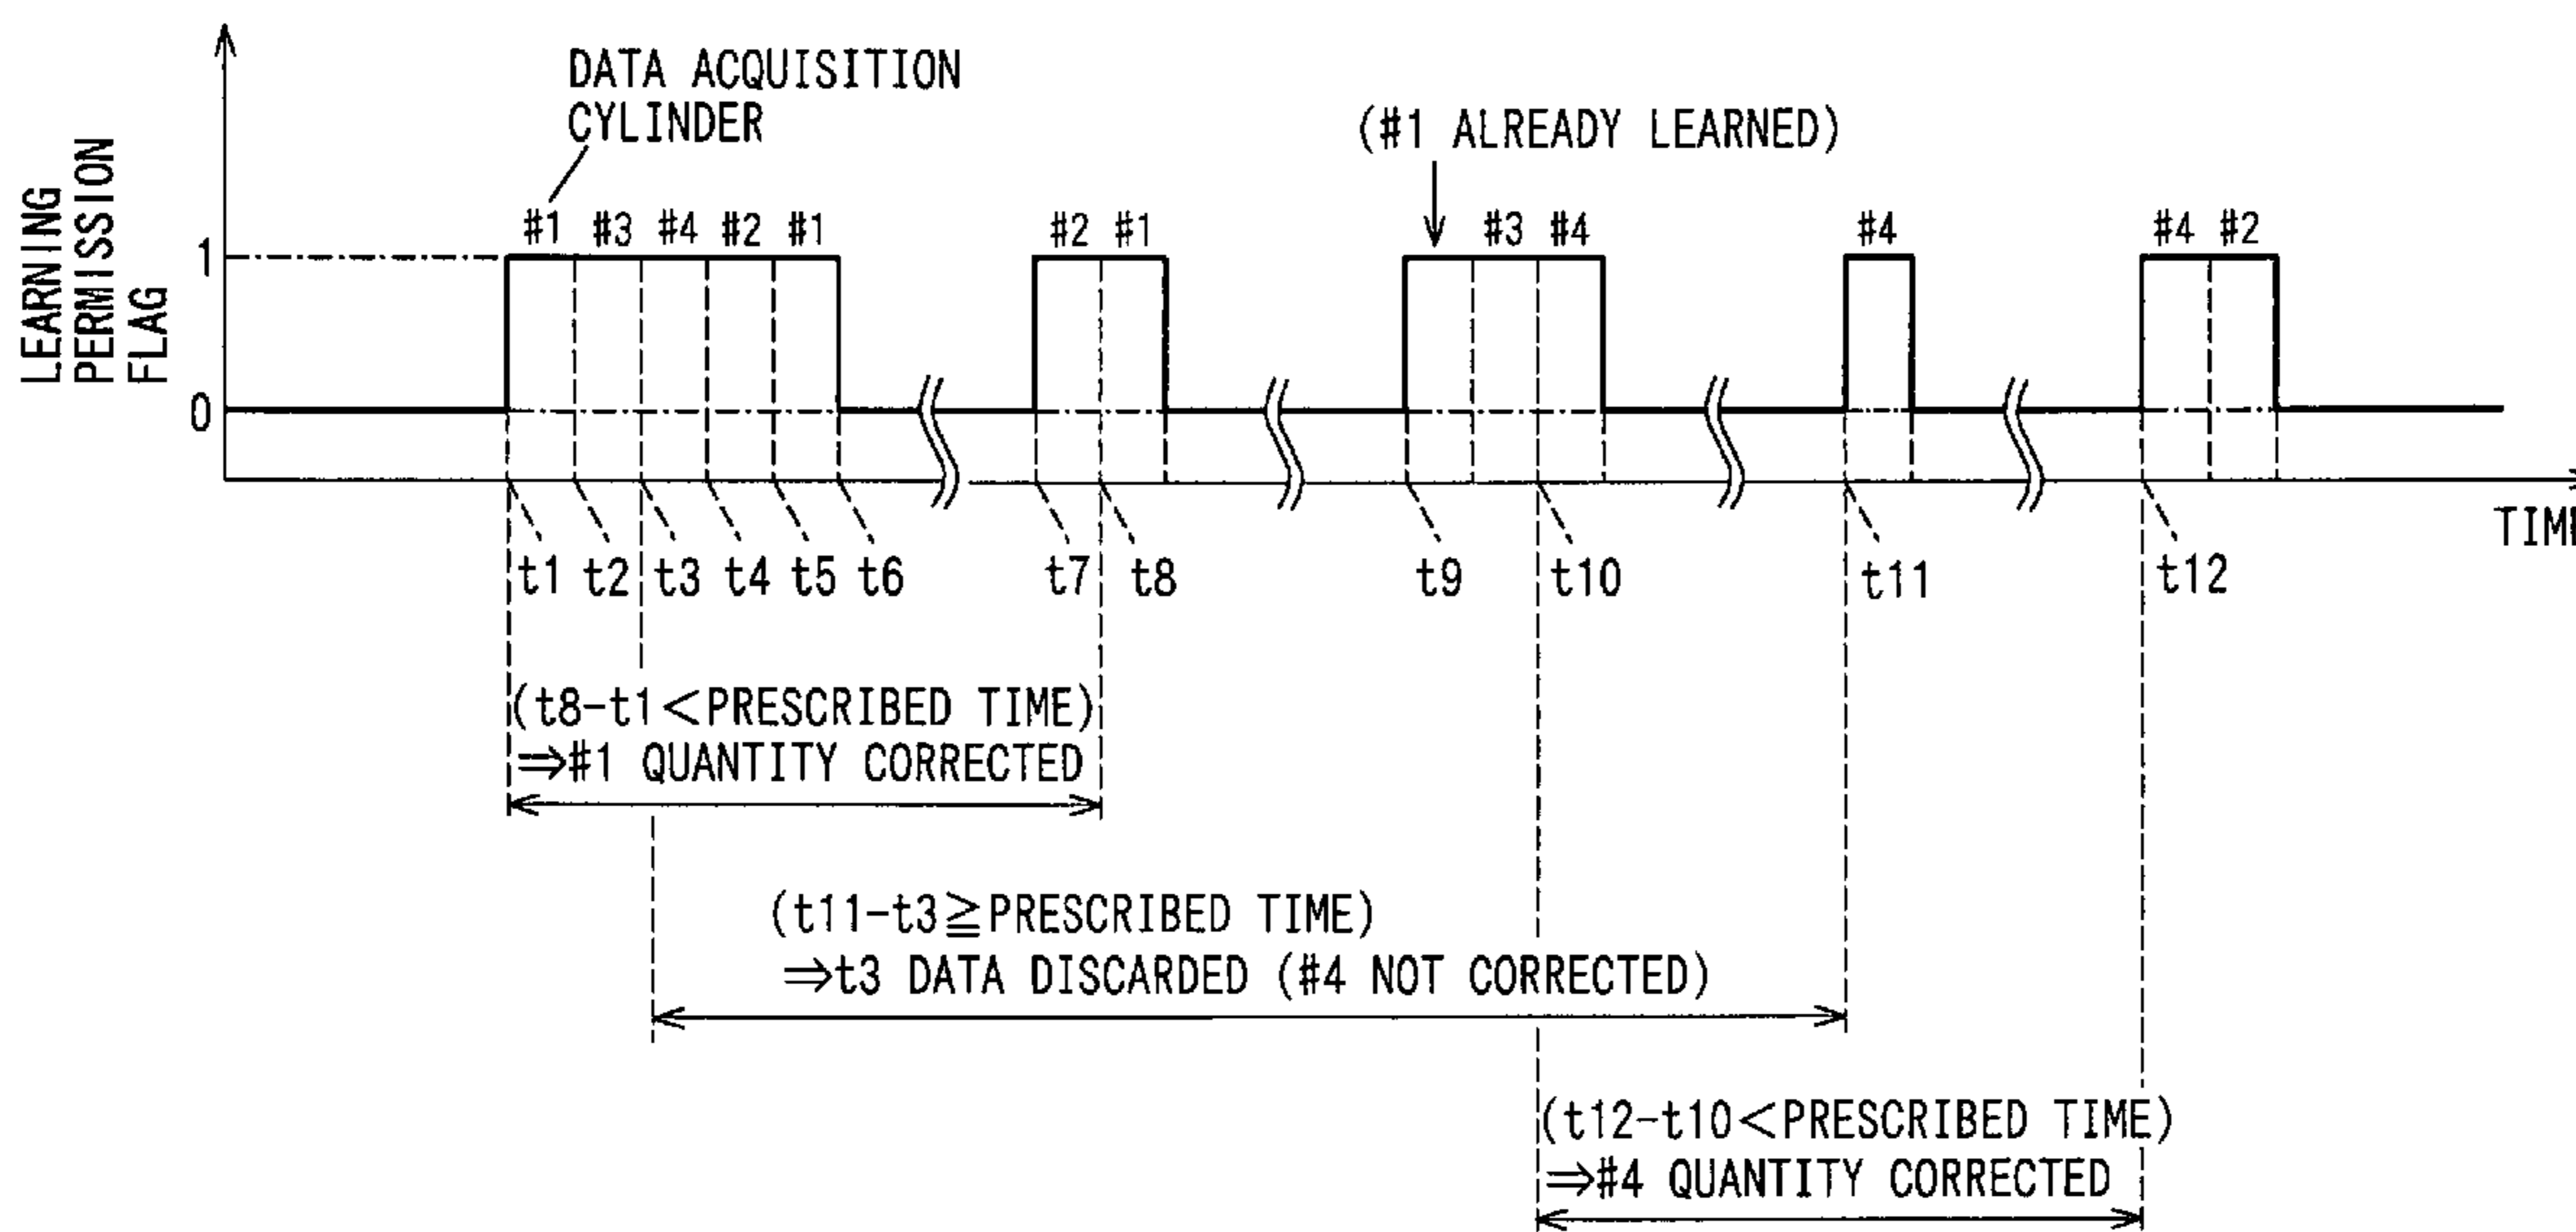 DATA ACQUISITION
CYLINDER
(#1 ALREADY LEARNED)
LEARNING
PERMISSION
FLAG
#1 #3 #4 #2 #1 #2 #1 #3 #4 #4 #4 #2
1
0
TIME
t1 t2 t3 t4 t5 t6 t7 t8 t9 t10 t11 t12
(t8-t1<PRESCRIBED TIME)
⇒#1 QUANTITY CORRECTED
(t11-t3≧PRESCRIBED TIME)
⇒t3 DATA DISCARDED (#4 NOT CORRECTED)
(t12-t10<PRESCRIBED TIME)
⇒#4 QUANTITY CORRECTED